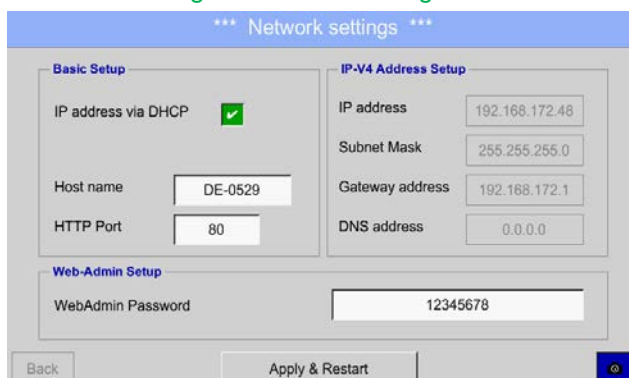 *** Network settings ***
Basic Setup
IP address via DHCP
Host name DE-0529
HTTP Port 80
IP-V4 Address Setup
IP address 192.168.172.48
Subnet Mask 255.255.255.0
Gateway address 192.168.172.1
DNS address 0.0.0.0
Web-Admin Setup
WebAdmin Password 12345678
Back Apply & Restart